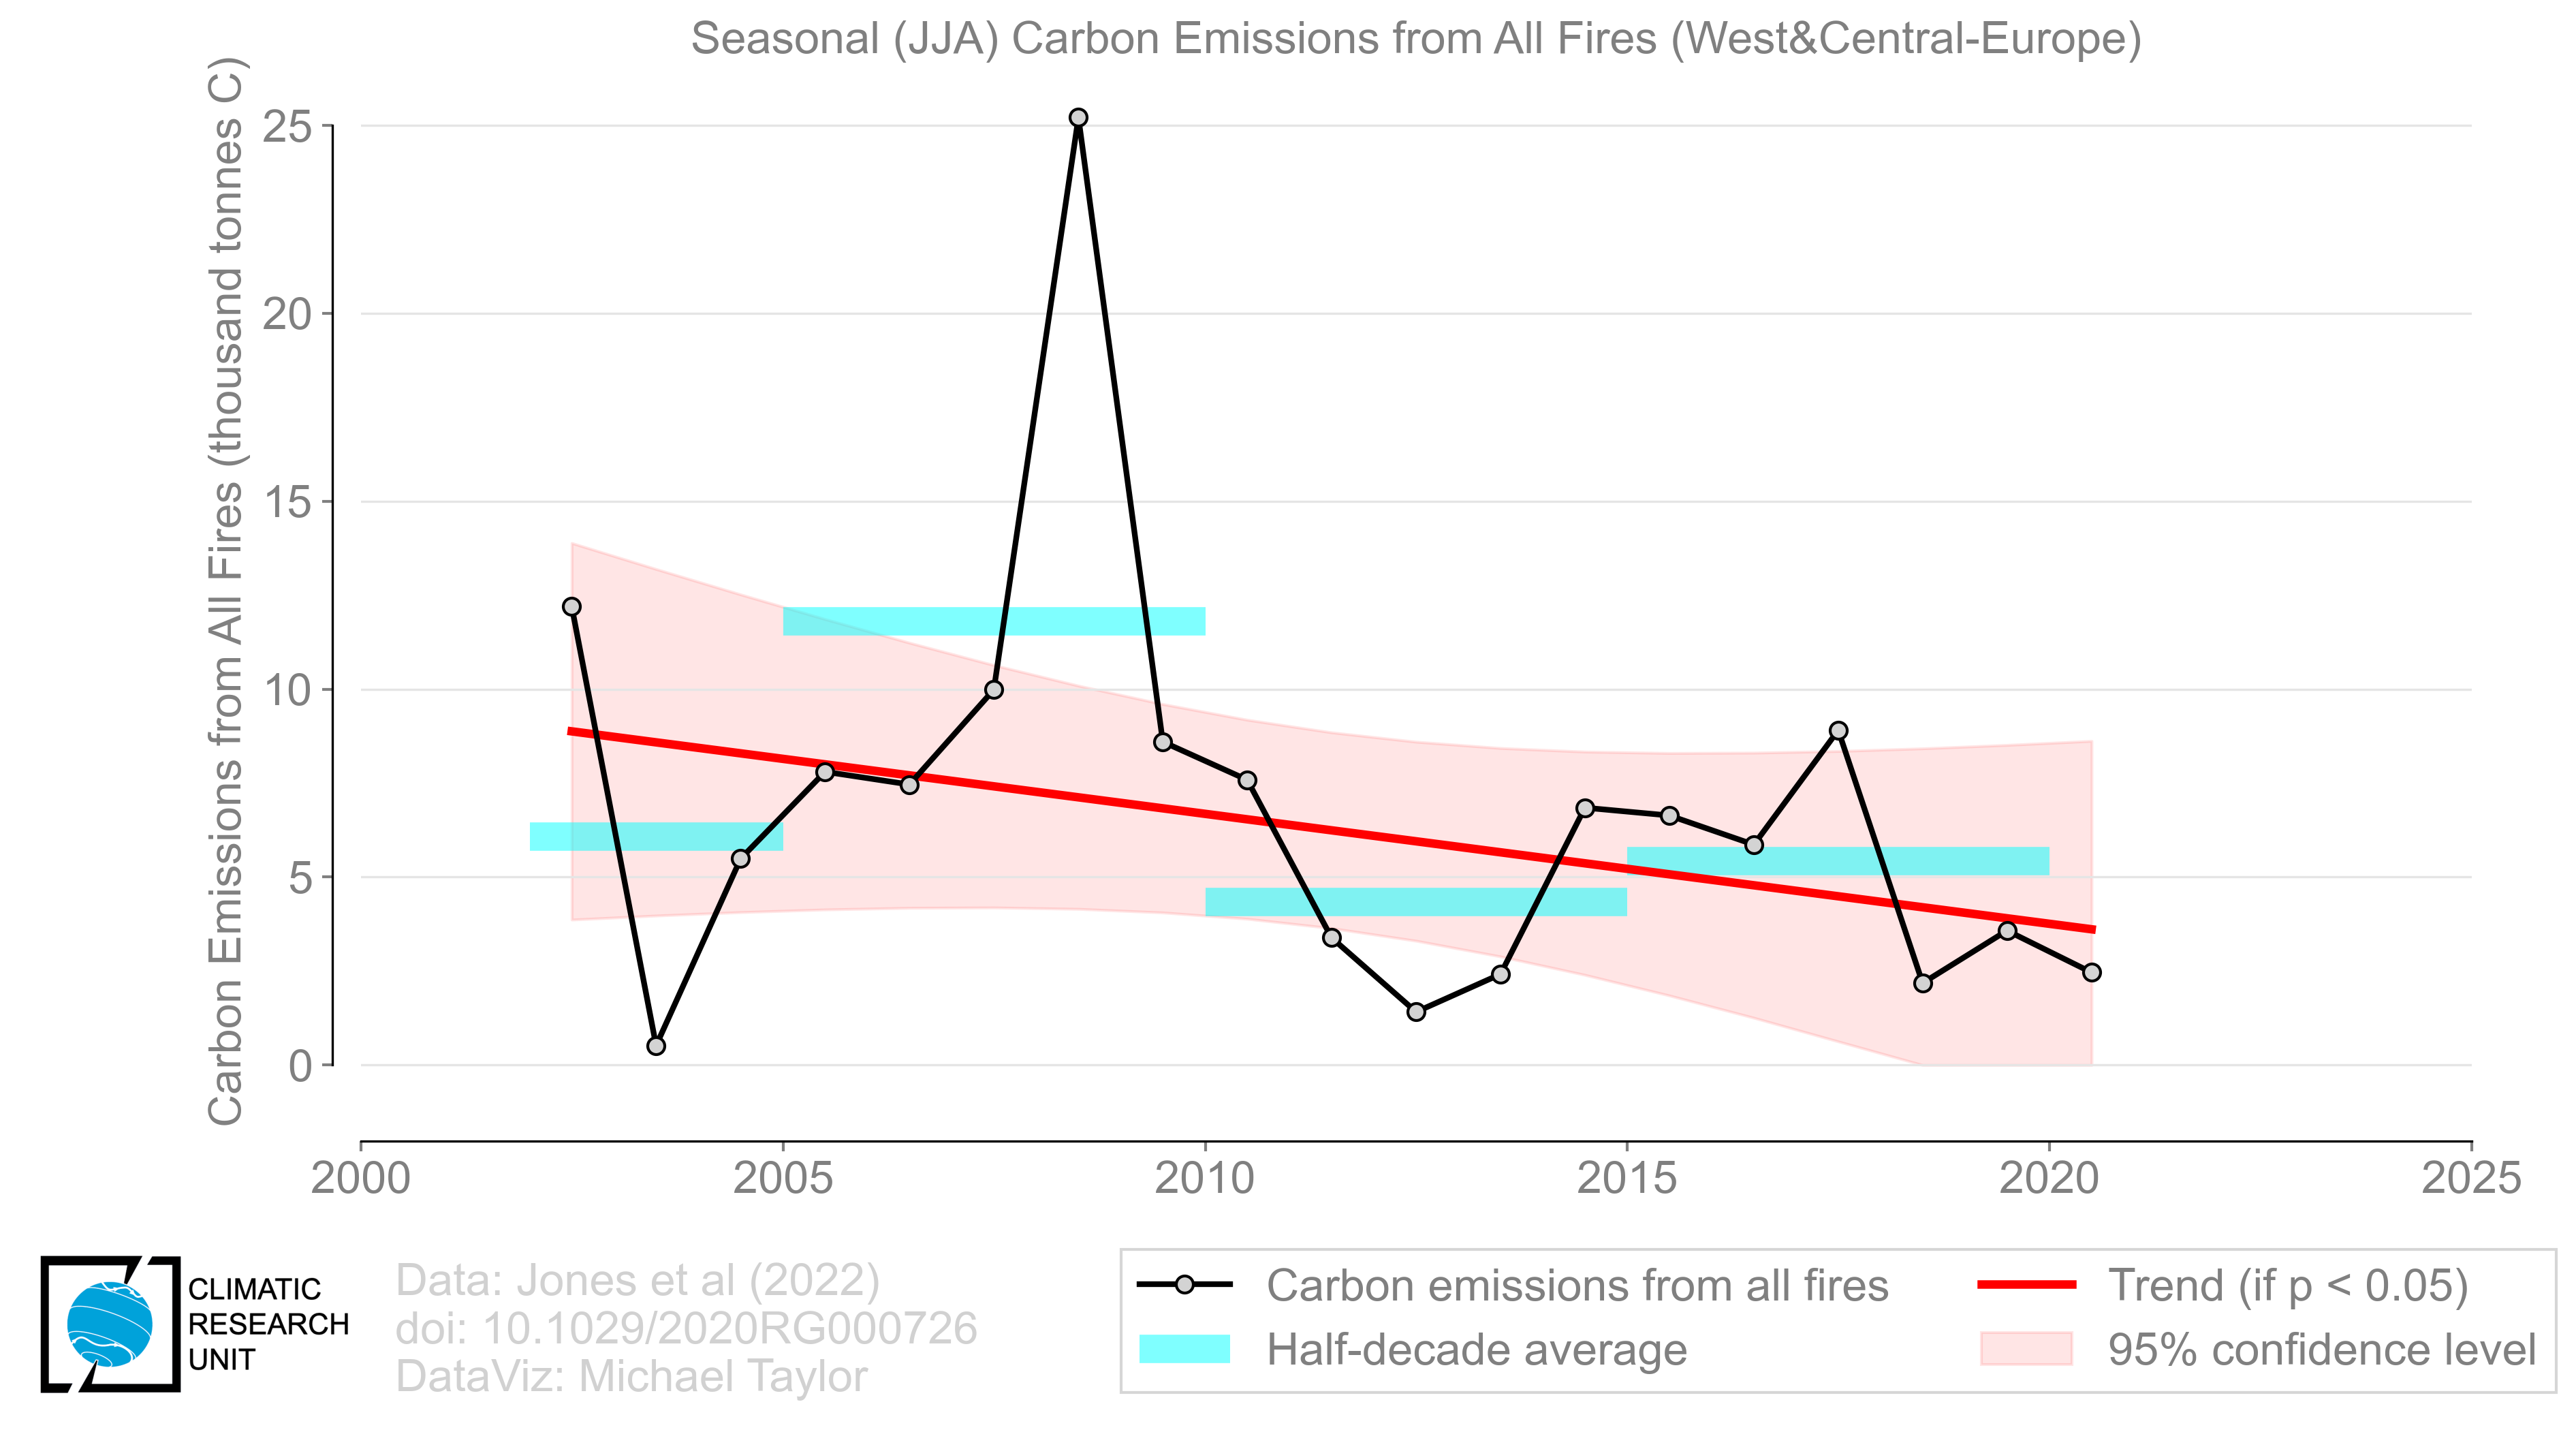 Seasonal (JJA) Carbon Emissions from All Fires (West&Central-Europe)
Carbon Emissions from All Fires (thousand tonnes C)
25
20
15
10
5
0
2000 2005 2010 2015 2020 2025
CLIMATIC
RESEARCH
UNIT
Data: Jones et al (2022)
doi: 10.1029/2020RG000726
DataViz: Michael Taylor
Carbon emissions from all fires
Half-decade average
Trend (if p < 0.05)
95% confidence level